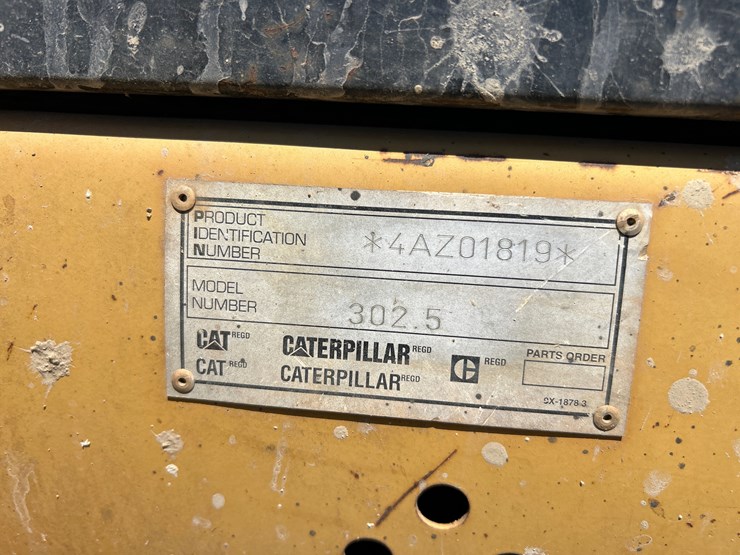 PRODUCT
IDENTIFICATION
NUMBER
*4AZ01819*
MODEL
NUMBER
302.5
CAT REGD
CATERPILLAR REGD
C REGD
PARTS ORDER
CAT REGD
CATERPILLAR REGD
SX-1878-3